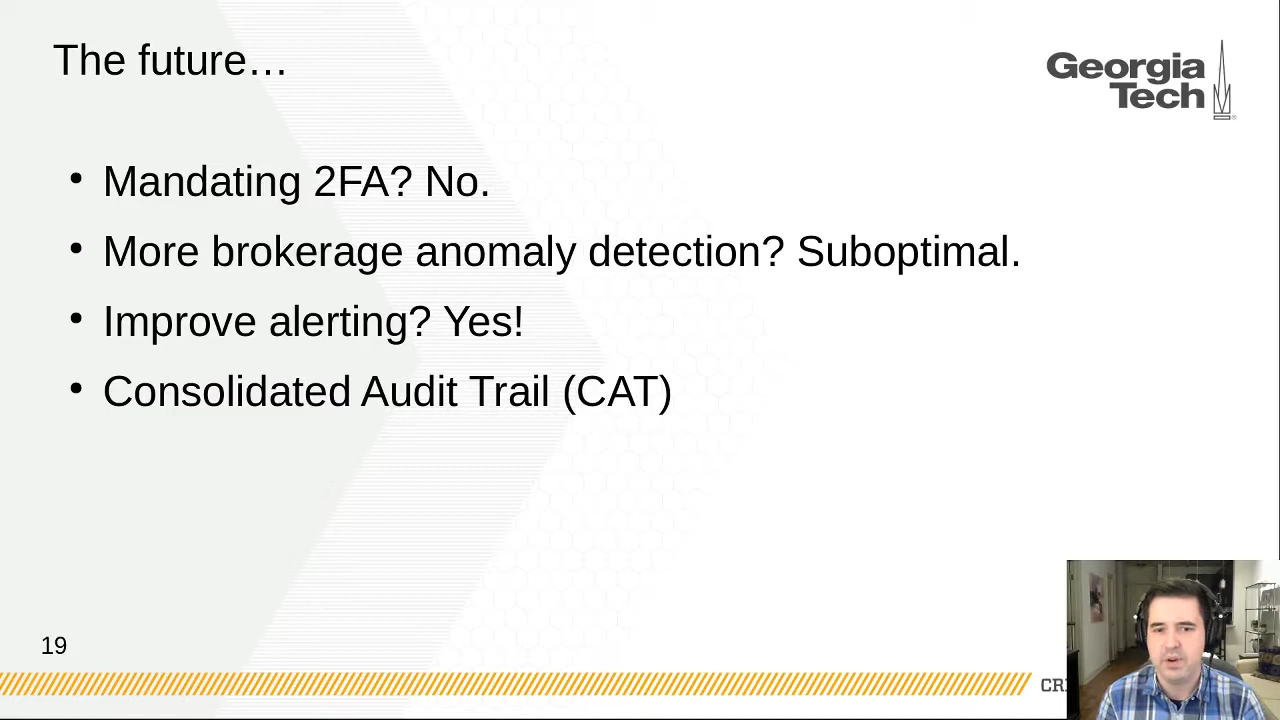 The future…
Georgia
Tech
• Mandating 2FA? No.
• More brokerage anomaly detection? Suboptimal.
• Improve alerting? Yes!
• Consolidated Audit Trail (CAT)
19